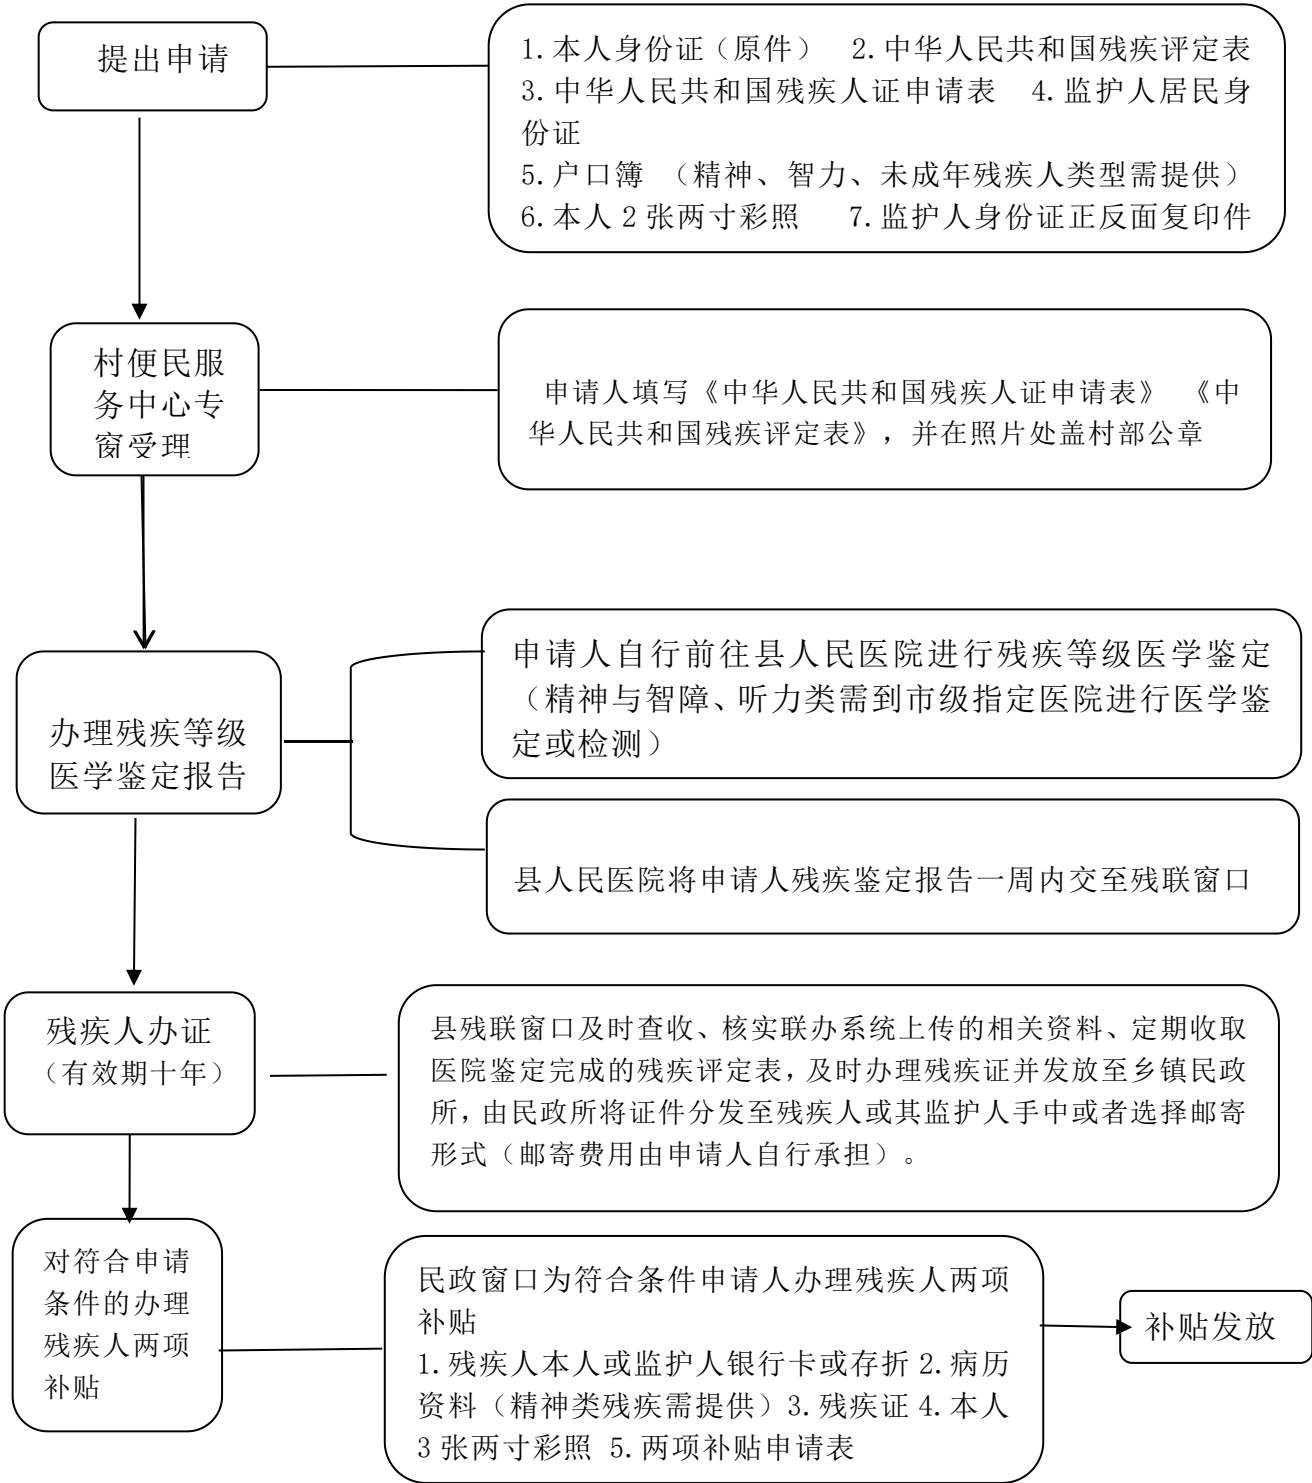 提出申请
1.本人身份证（原件） 2.中华人民共和国残疾评定表
3.中华人民共和国残疾人证申请表 4.监护人居民身
份证
5.户口簿 （精神、智力、未成年残疾人类型需提供）
6.本人 2 张两寸彩照 7.监护人身份证正反面复印件
村便民服
务中心专
窗受理
申请人填写《中华人民共和国残疾人证申请表》 《中
华人民共和国残疾评定表》，并在照片处盖村部公章
办理残疾等级
医学鉴定报告
申请人自行前往县人民医院进行残疾等级医学鉴定
（精神与智障、听力类需到市级指定医院进行医学鉴
定或检测）
县人民医院将申请人残疾鉴定报告一周内交至残联窗口
残疾人办证
（有效期十年）
县残联窗口及时查收、核实联办系统上传的相关资料、定期收取
医院鉴定完成的残疾评定表，及时办理残疾证并发放至乡镇民政
所，由民政所将证件分发至残疾人或其监护人手中或者选择邮寄
形式（邮寄费用由申请人自行承担）。
对符合申请
条件的办理
残疾人两项
补贴
民政窗口为符合条件申请人办理残疾人两项
补贴
1.残疾人本人或监护人银行卡或存折 2.病历
资料（精神类残疾需提供）3.残疾证 4.本人
3 张两寸彩照 5.两项补贴申请表
补贴发放